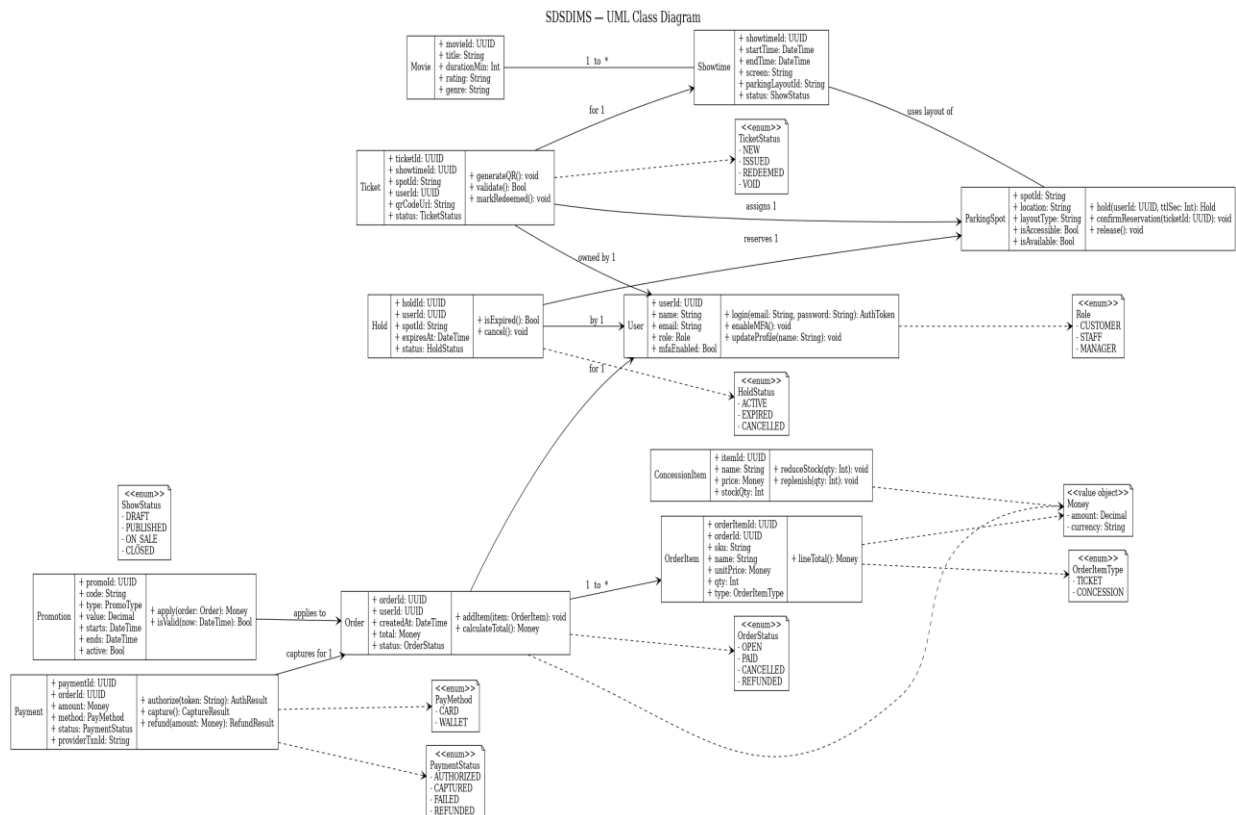 SDSDIMS — UML Class Diagram
Movie
+ movieId: UUID
+ title: String
+ durationMin: Int
+ rating: String
+ genre: String
1 to *
Showtime
+ showtimeId: UUID
+ startTime: DateTime
+ endTime: DateTime
+ screen: String
+ parkingLayoutId: String
+ status: ShowStatus
for 1
uses layout of
<<enum>>
TicketStatus
- NEW
- ISSUED
- REDEEMED
- VOID
Ticket
+ ticketId: UUID
+ showtimeId: UUID
+ spotId: String
+ userId: UUID
+ qrCodeUrl: String
+ status: TicketStatus
+ generateQR(): void
+ validate(): Bool
+ markRedeemed(): void
assigns 1
ParkingSpot
+ spotId: String
+ location: String
+ layoutType: String
+ isAccessible: Bool
+ isAvailable: Bool
+ hold(userId: UUID, ttlSec: Int): Hold
+ confirmReservation(ticketId: UUID): void
+ release(): void
reserves 1
owned by 1
Hold
+ holdId: UUID
+ userId: UUID
+ spotId: String
+ expiresAt: DateTime
+ status: HoldStatus
+ isExpired(): Bool
+ cancel(): void
by 1
User
+ userId: UUID
+ name: String
+ email: String
+ role: Role
+ mfaEnabled: Bool
+ login(email: String, password: String): AuthToken
+ enableMFA(): void
+ updateProfile(name: String): void
<<enum>>
Role
- CUSTOMER
- STAFF
- MANAGER
for 1
<<enum>>
HoldStatus
- ACTIVE
- EXPIRED
- CANCELLED
ConcessionItem
+ itemId: UUID
+ name: String
+ price: Money
+ stockQty: Int
+ reduceStock(qty: Int): void
+ replenish(qty: Int): void
<<enum>>
ShowStatus
- DRAFT
- PUBLISHED
- ON_SALE
- CLOSED
<<value object>>
Money
- amount: Decimal
- currency: String
OrderItem
+ orderItemId: UUID
+ orderId: UUID
+ sku: String
+ name: String
+ unitPrice: Money
+ qty: Int
+ type: OrderItemType
+ lineTotal(): Money
<<enum>>
OrderItemType
- TICKET
- CONCESSION
1 to *
Promotion
+ promoId: UUID
+ code: String
+ type: PromoType
+ value: Decimal
+ starts: DateTime
+ ends: DateTime
+ active: Bool
+ apply(order: Order): Money
+ isValid(now: DateTime): Bool
applies to
Order
+ orderId: UUID
+ userId: UUID
+ createdAt: DateTime
+ total: Money
+ status: OrderStatus
+ addItem(item: OrderItem): void
+ calculateTotal(): Money
<<enum>>
OrderStatus
- OPEN
- PAID
- CANCELLED
- REFUNDED
captures for 1
Payment
+ paymentId: UUID
+ orderId: UUID
+ amount: Money
+ method: PayMethod
+ status: PaymentStatus
+ providerTxnId: String
+ authorize(token: String): AuthResult
+ capture(): CaptureResult
+ refund(amount: Money): RefundResult
<<enum>>
PayMethod
- CARD
- WALLET
<<enum>>
PaymentStatus
- AUTHORIZED
- CAPTURED
- FAILED
- REFUNDED